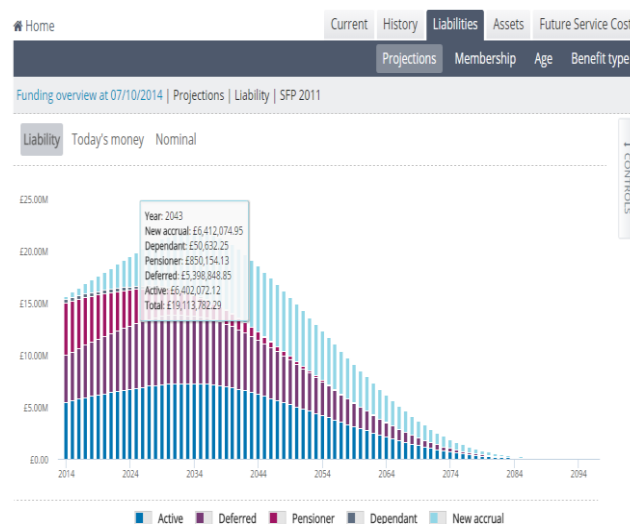 Home
Current History Liabilities Assets Future Service Cost
Projections Membership Age Benefit type
Funding overview at 07/10/2014 | Projections | Liability | SFP 2011
Liability Today's money Nominal
CONTROLS
£25.00M
£20.00M
£15.00M
£10.00M
£5.00M
£0.00
Year: 2043
New accrual: £6,412,074.95
Dependant: £50,632.25
Pensioner: £850,154.13
Deferred: £5,398,848.85
Active: £6,402,072.12
Total: £19,113,782.29
2014 2024 2034 2044 2054 2064 2074 2084 2094
Active Deferred Pensioner Dependant New accrual